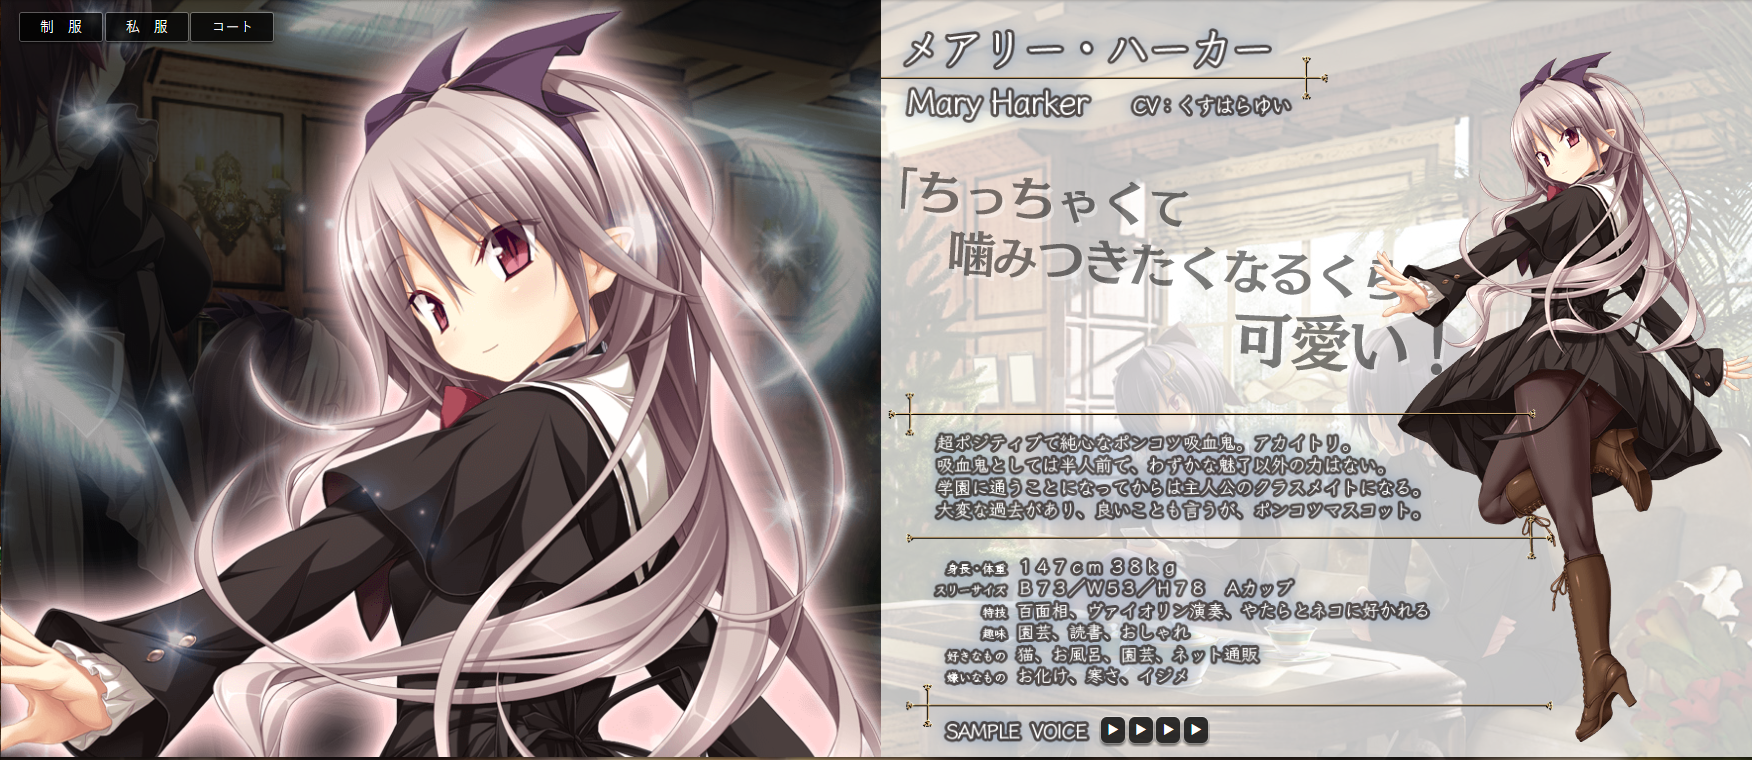 制　服
私　服
コート
メアリー・ハーカー
Mary Harker　CV：くすはらゆい
「ちっちゃくて
噛みつきたくなるくら
可愛い！
超ポジティブで純心なポンコツ吸血鬼。アカイトリ。
吸血鬼としては半人前で、わずかな魅了以外の力はない。
学園に通うことになってからは主人公のクラスメイトになる。
大変な過去があり、良いことも言うが、ポンコツマスコット。
身長・体重　１４７ｃｍ ３８ｋｇ
スリーサイズ　Ｂ７３／Ｗ５３／Ｈ７８　Ａカップ
特技　百面相、ヴァイオリン演奏、やたらとネコに好かれる
趣味　園芸、読書、おしゃれ
好きなもの　猫、お風呂、園芸、ネット通販
嫌いなもの　お化け、寒さ、イジメ
SAMPLE VOICE